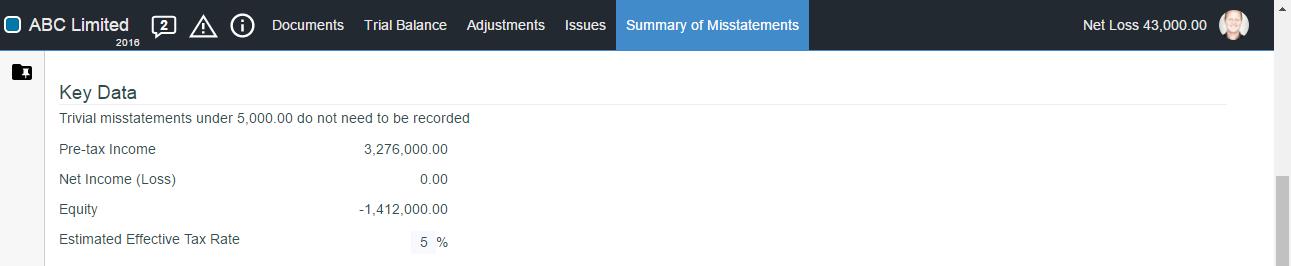 ABC Limited 2 Documents Trial Balance Adjustments Issues Summary of Misstatements Net Loss 43,000.00
2016
Key Data
Trivial misstatements under 5,000.00 do not need to be recorded
Pre-tax Income 3,276,000.00
Net Income (Loss) 0.00
Equity -1,412,000.00
Estimated Effective Tax Rate 5 %